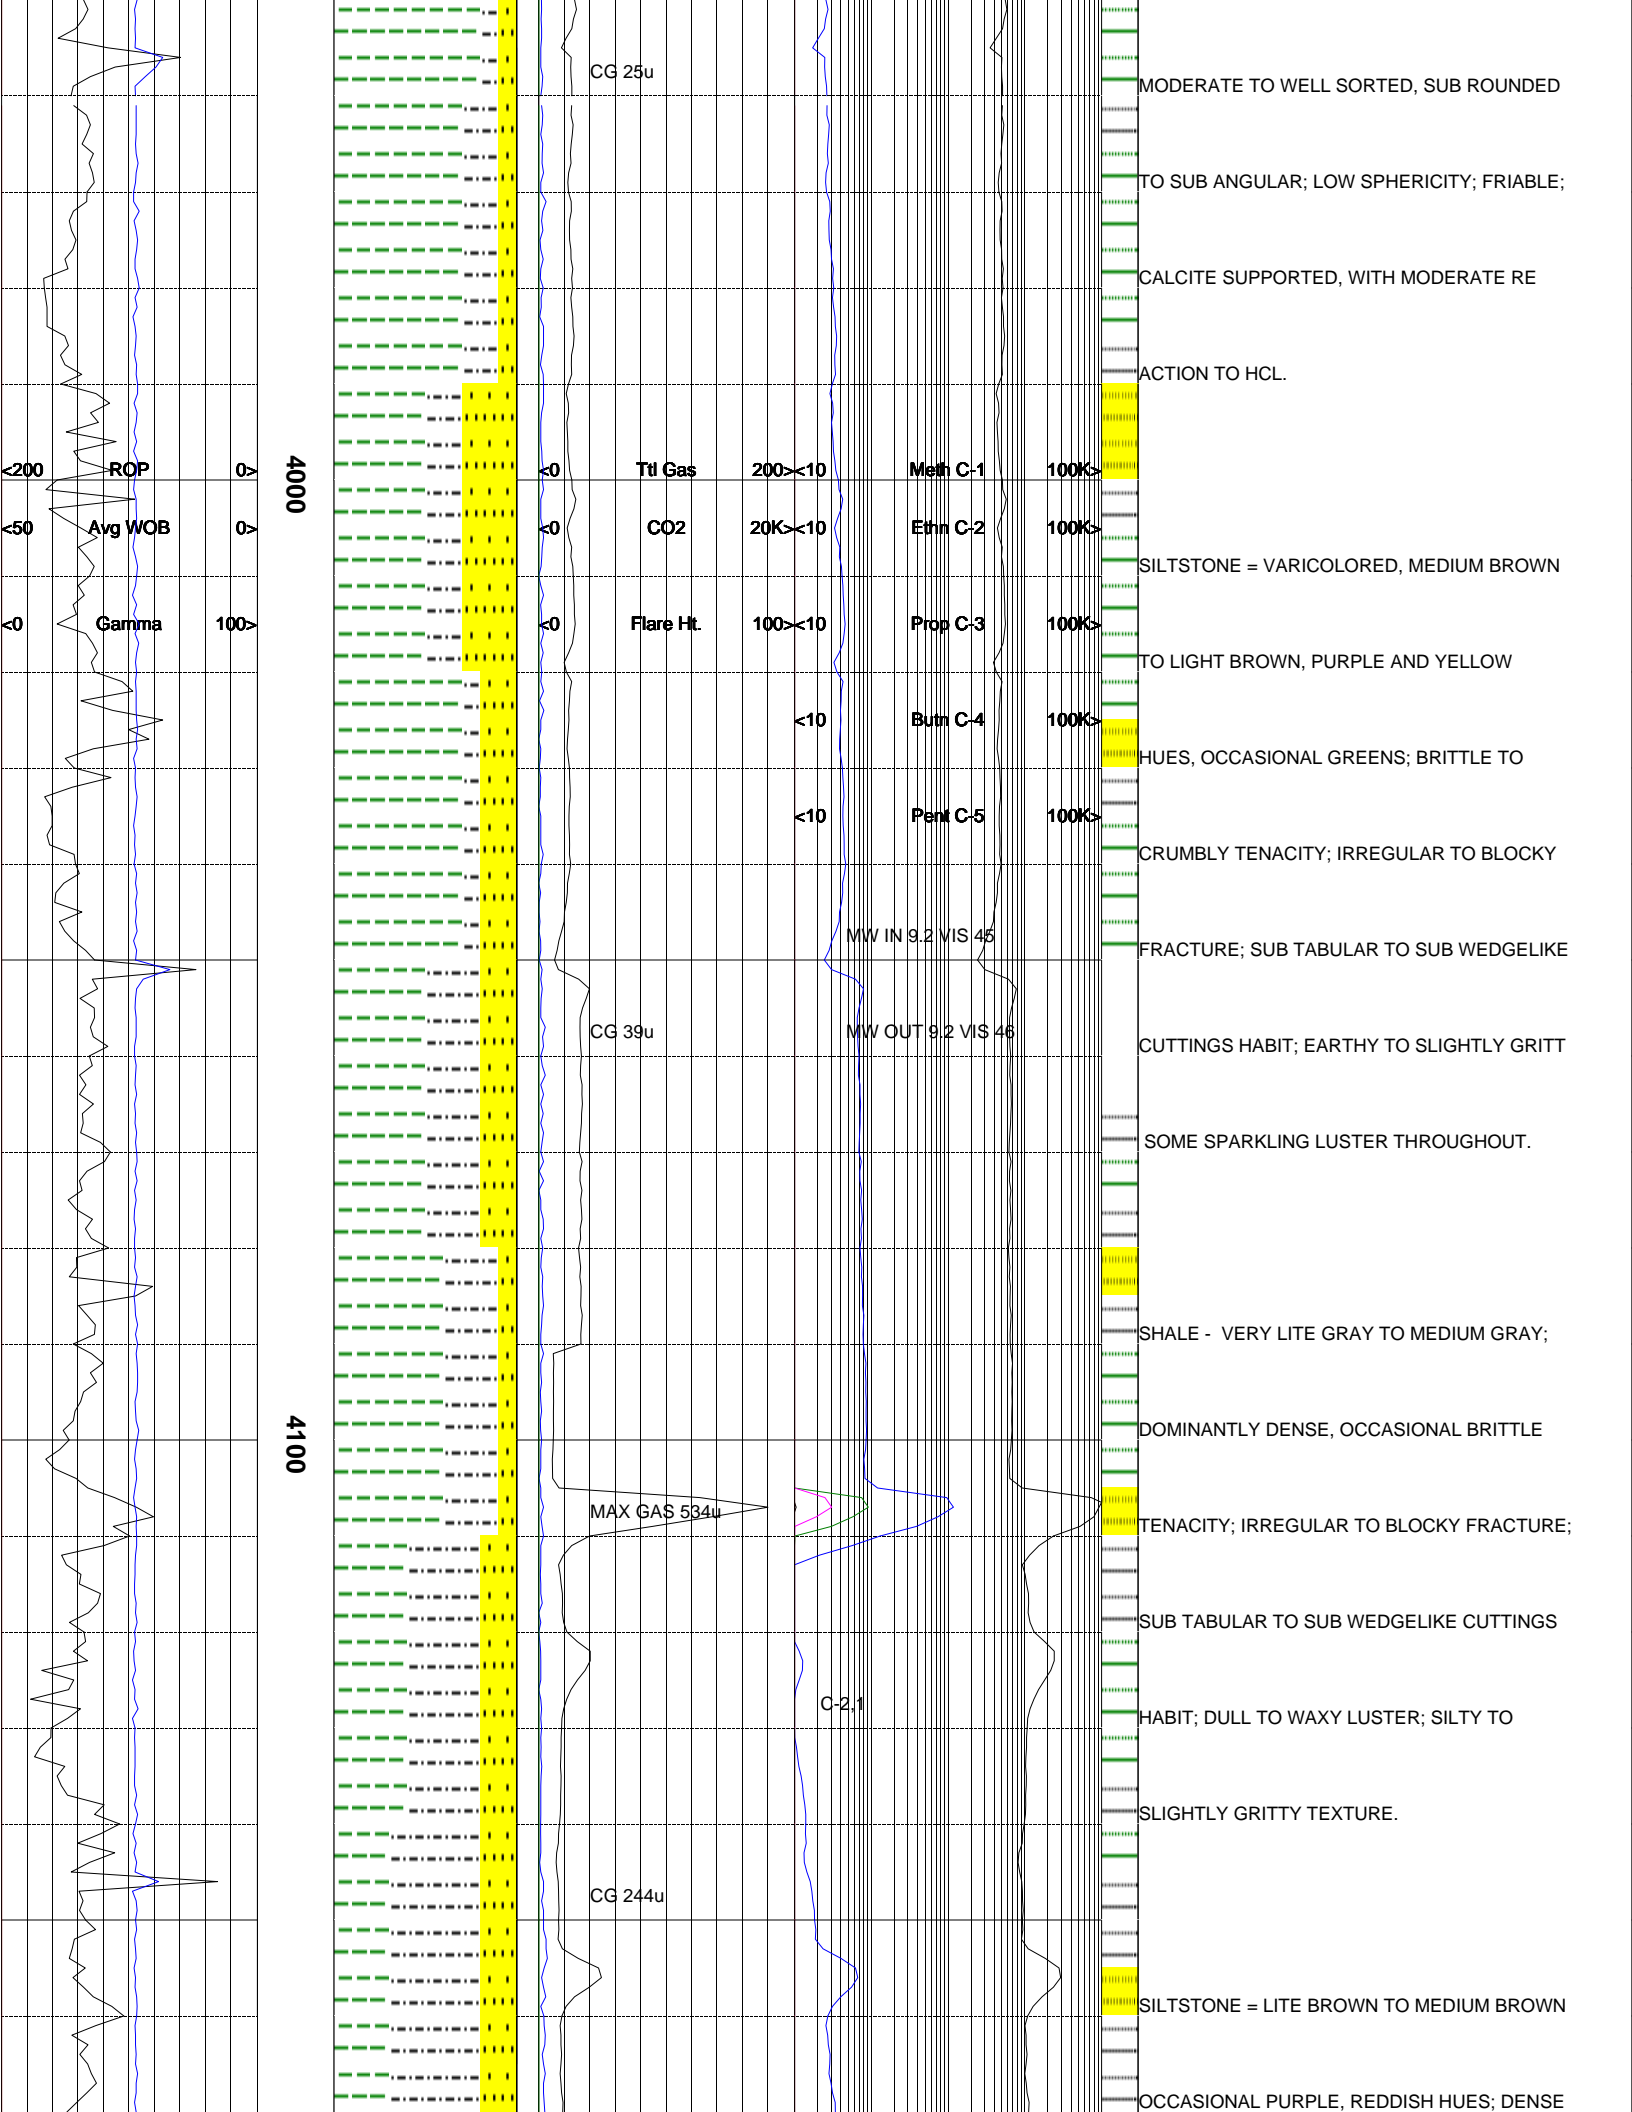 CG 25u
MODERATE TO WELL SORTED, SUB ROUNDED
TO SUB ANGULAR; LOW SPHERICITY; FRIABLE;
CALCITE SUPPORTED, WITH MODERATE RE
ACTION TO HCL.
<200 ROP 0> 4000 <0 Ttl Gas 200> <10 Meth C-1 100K>
<50 Avg WOB 0> <0 CO2 20K> <10 Ethn C-2 100K>
SILTSTONE = VARICOLORED, MEDIUM BROWN
<0 Gamma 100> <0 Flare Ht. 100> <10 Prop C-3 100K>
TO LIGHT BROWN, PURPLE AND YELLOW
<10 Butn C-4 100K>
HUES, OCCASIONAL GREENS; BRITTLE TO
<10 Pent C-5 100K>
CRUMBLY TENACITY; IRREGULAR TO BLOCKY
MW IN 9.2 VIS 45
FRACTURE; SUB TABULAR TO SUB WEDGELIKE
CG 39u MW OUT 9.2 VIS 46
CUTTINGS HABIT; EARTHY TO SLIGHTLY GRITT
SOME SPARKLING LUSTER THROUGHOUT.
SHALE - VERY LITE GRAY TO MEDIUM GRAY;
4100
DOMINANTLY DENSE, OCCASIONAL BRITTLE
MAX GAS 534u
TENACITY; IRREGULAR TO BLOCKY FRACTURE;
SUB TABULAR TO SUB WEDGELIKE CUTTINGS
C-2,1
HABIT; DULL TO WAXY LUSTER; SILTY TO
SLIGHTLY GRITTY TEXTURE.
CG 244u
SILTSTONE = LITE BROWN TO MEDIUM BROWN
OCCASIONAL PURPLE, REDDISH HUES; DENSE